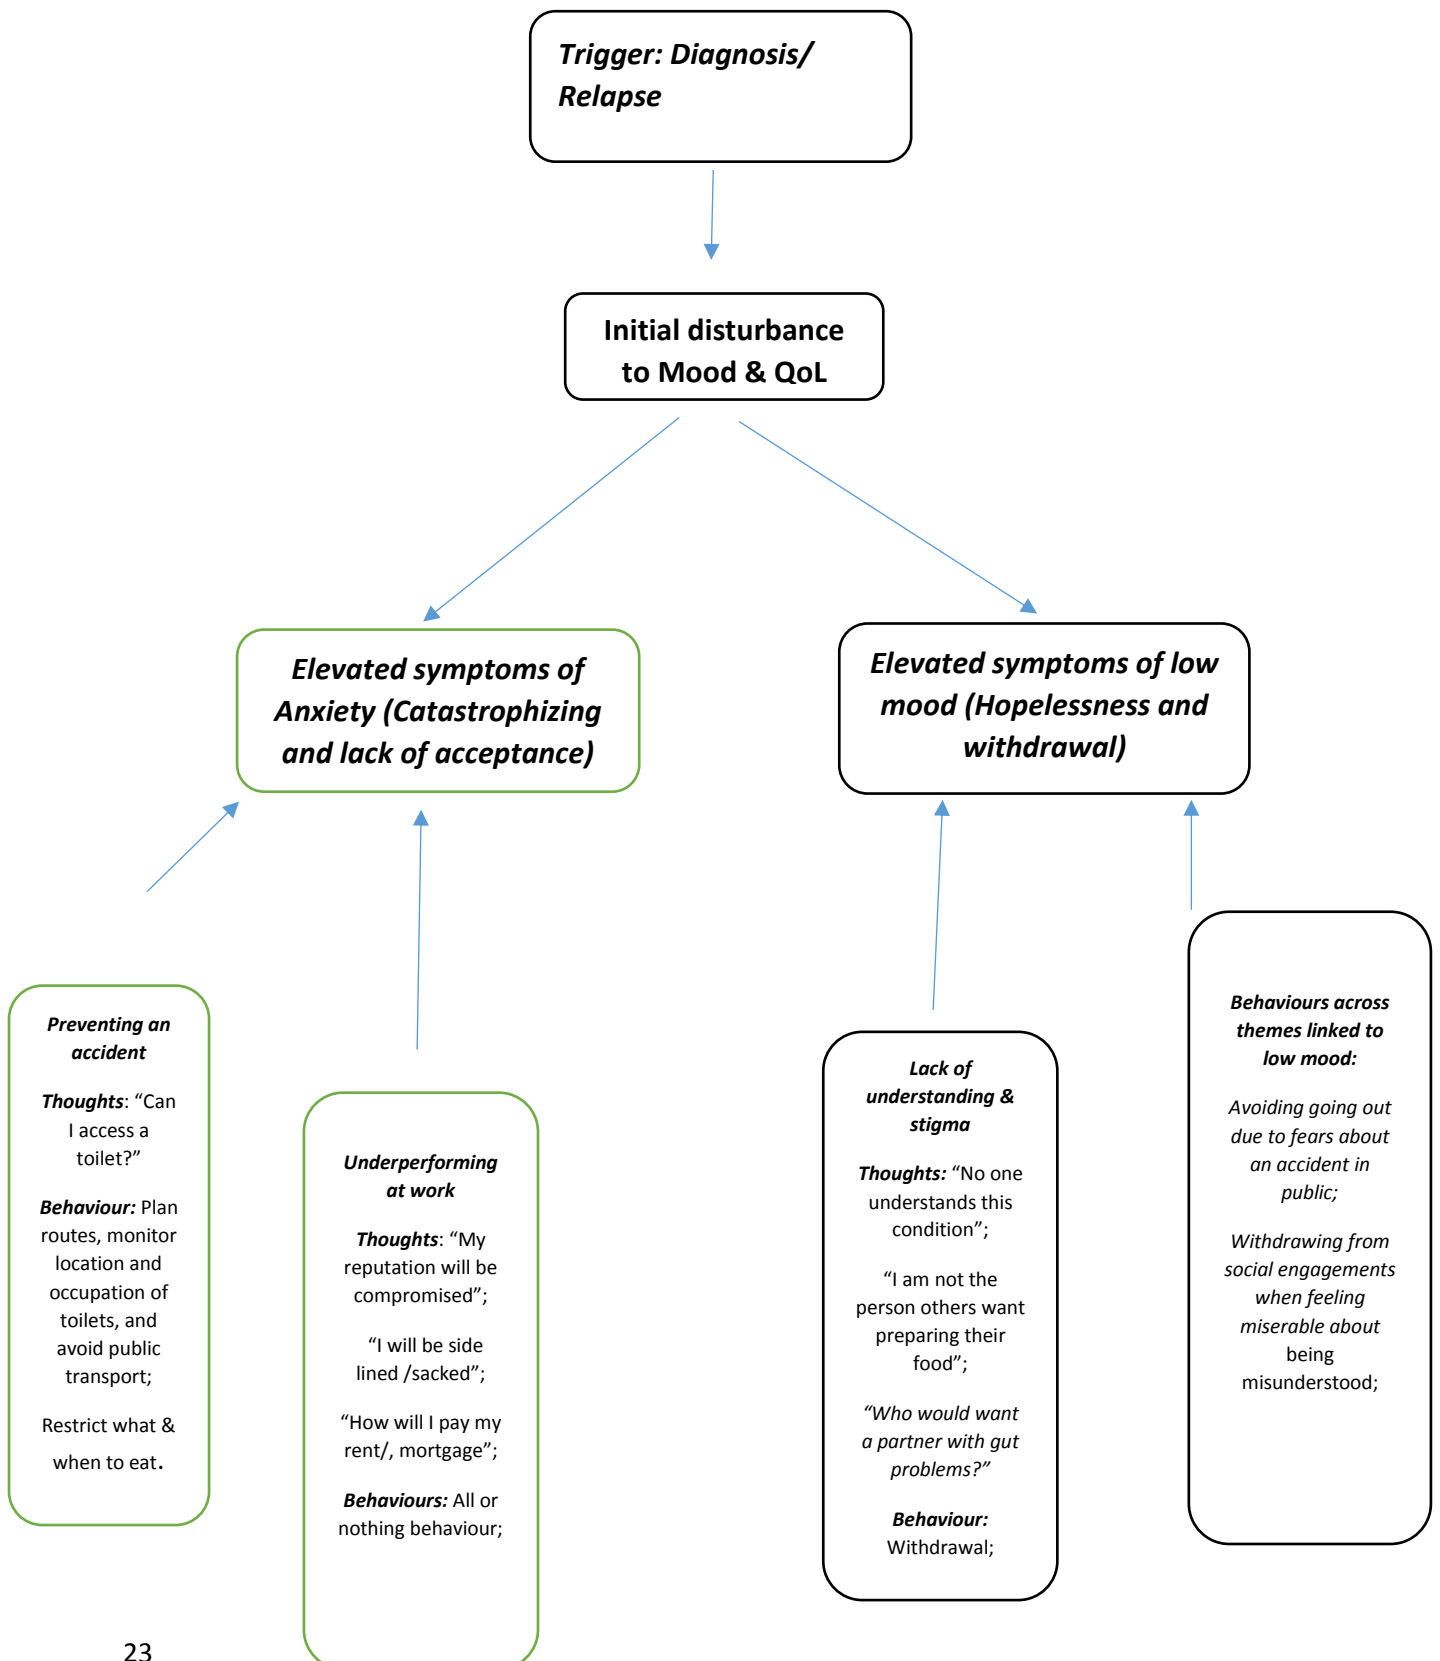 Trigger: Diagnosis/
Relapse
Initial disturbance
to Mood & QoL
Elevated symptoms of
Anxiety (Catastrophizing
and lack of acceptance)
Elevated symptoms of low
mood (Hopelessness and
withdrawal)
Preventing an
accident
Thoughts: “Can
I access a
toilet?”
Behaviour: Plan
routes, monitor
location and
occupation of
toilets, and
avoid public
transport;
Restrict what &
when to eat.
Underperforming
at work
Thoughts: “My
reputation will be
compromised”;
“I will be side
lined /sacked”;
“How will I pay my
rent/, mortgage”;
Behaviours: All or
nothing behaviour;
Lack of
understanding &
stigma
Thoughts: “No one
understands this
condition”;
“I am not the
person others want
preparing their
food”;
“Who would want
a partner with gut
problems?”
Behaviour:
Withdrawal;
Behaviours across
themes linked to
low mood:
Avoiding going out
due to fears about
an accident in
public;
Withdrawing from
social engagements
when feeling
miserable about
being
misunderstood;
23